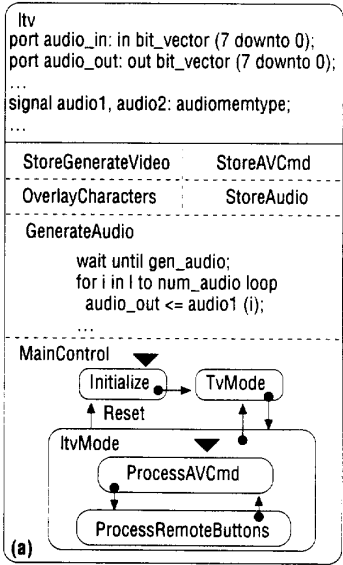 Itv
port audio_in: in bit_vector (7 downto 0);
port audio_out: out bit_vector (7 downto 0);
...
signal audio1, audio2: audiomemtype;
...
StoreGenerateVideo StoreAVCmd
OverlayCharacters StoreAudio
GenerateAudio
wait until gen_audio;
for i in I to num_audio loop
audio_out <= audio1 (i);
...
MainControl
Initialize TvMode
Reset
ItvMode
ProcessAVCmd
ProcessRemoteButtons
(a)